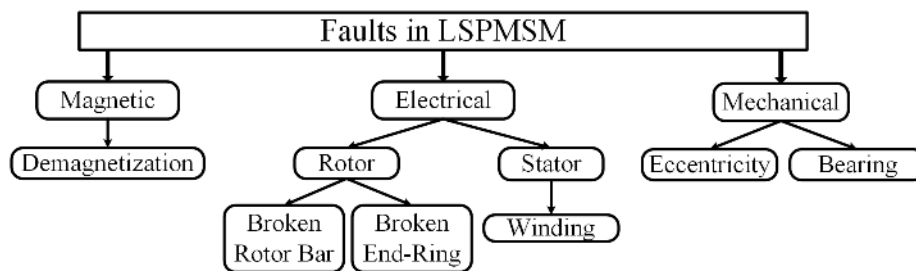 Faults in LSPMSM
Magnetic
Electrical
Mechanical
Demagnetization
Rotor
Stator
Eccentricity
Bearing
Broken
Rotor Bar
Broken
End-Ring
Winding